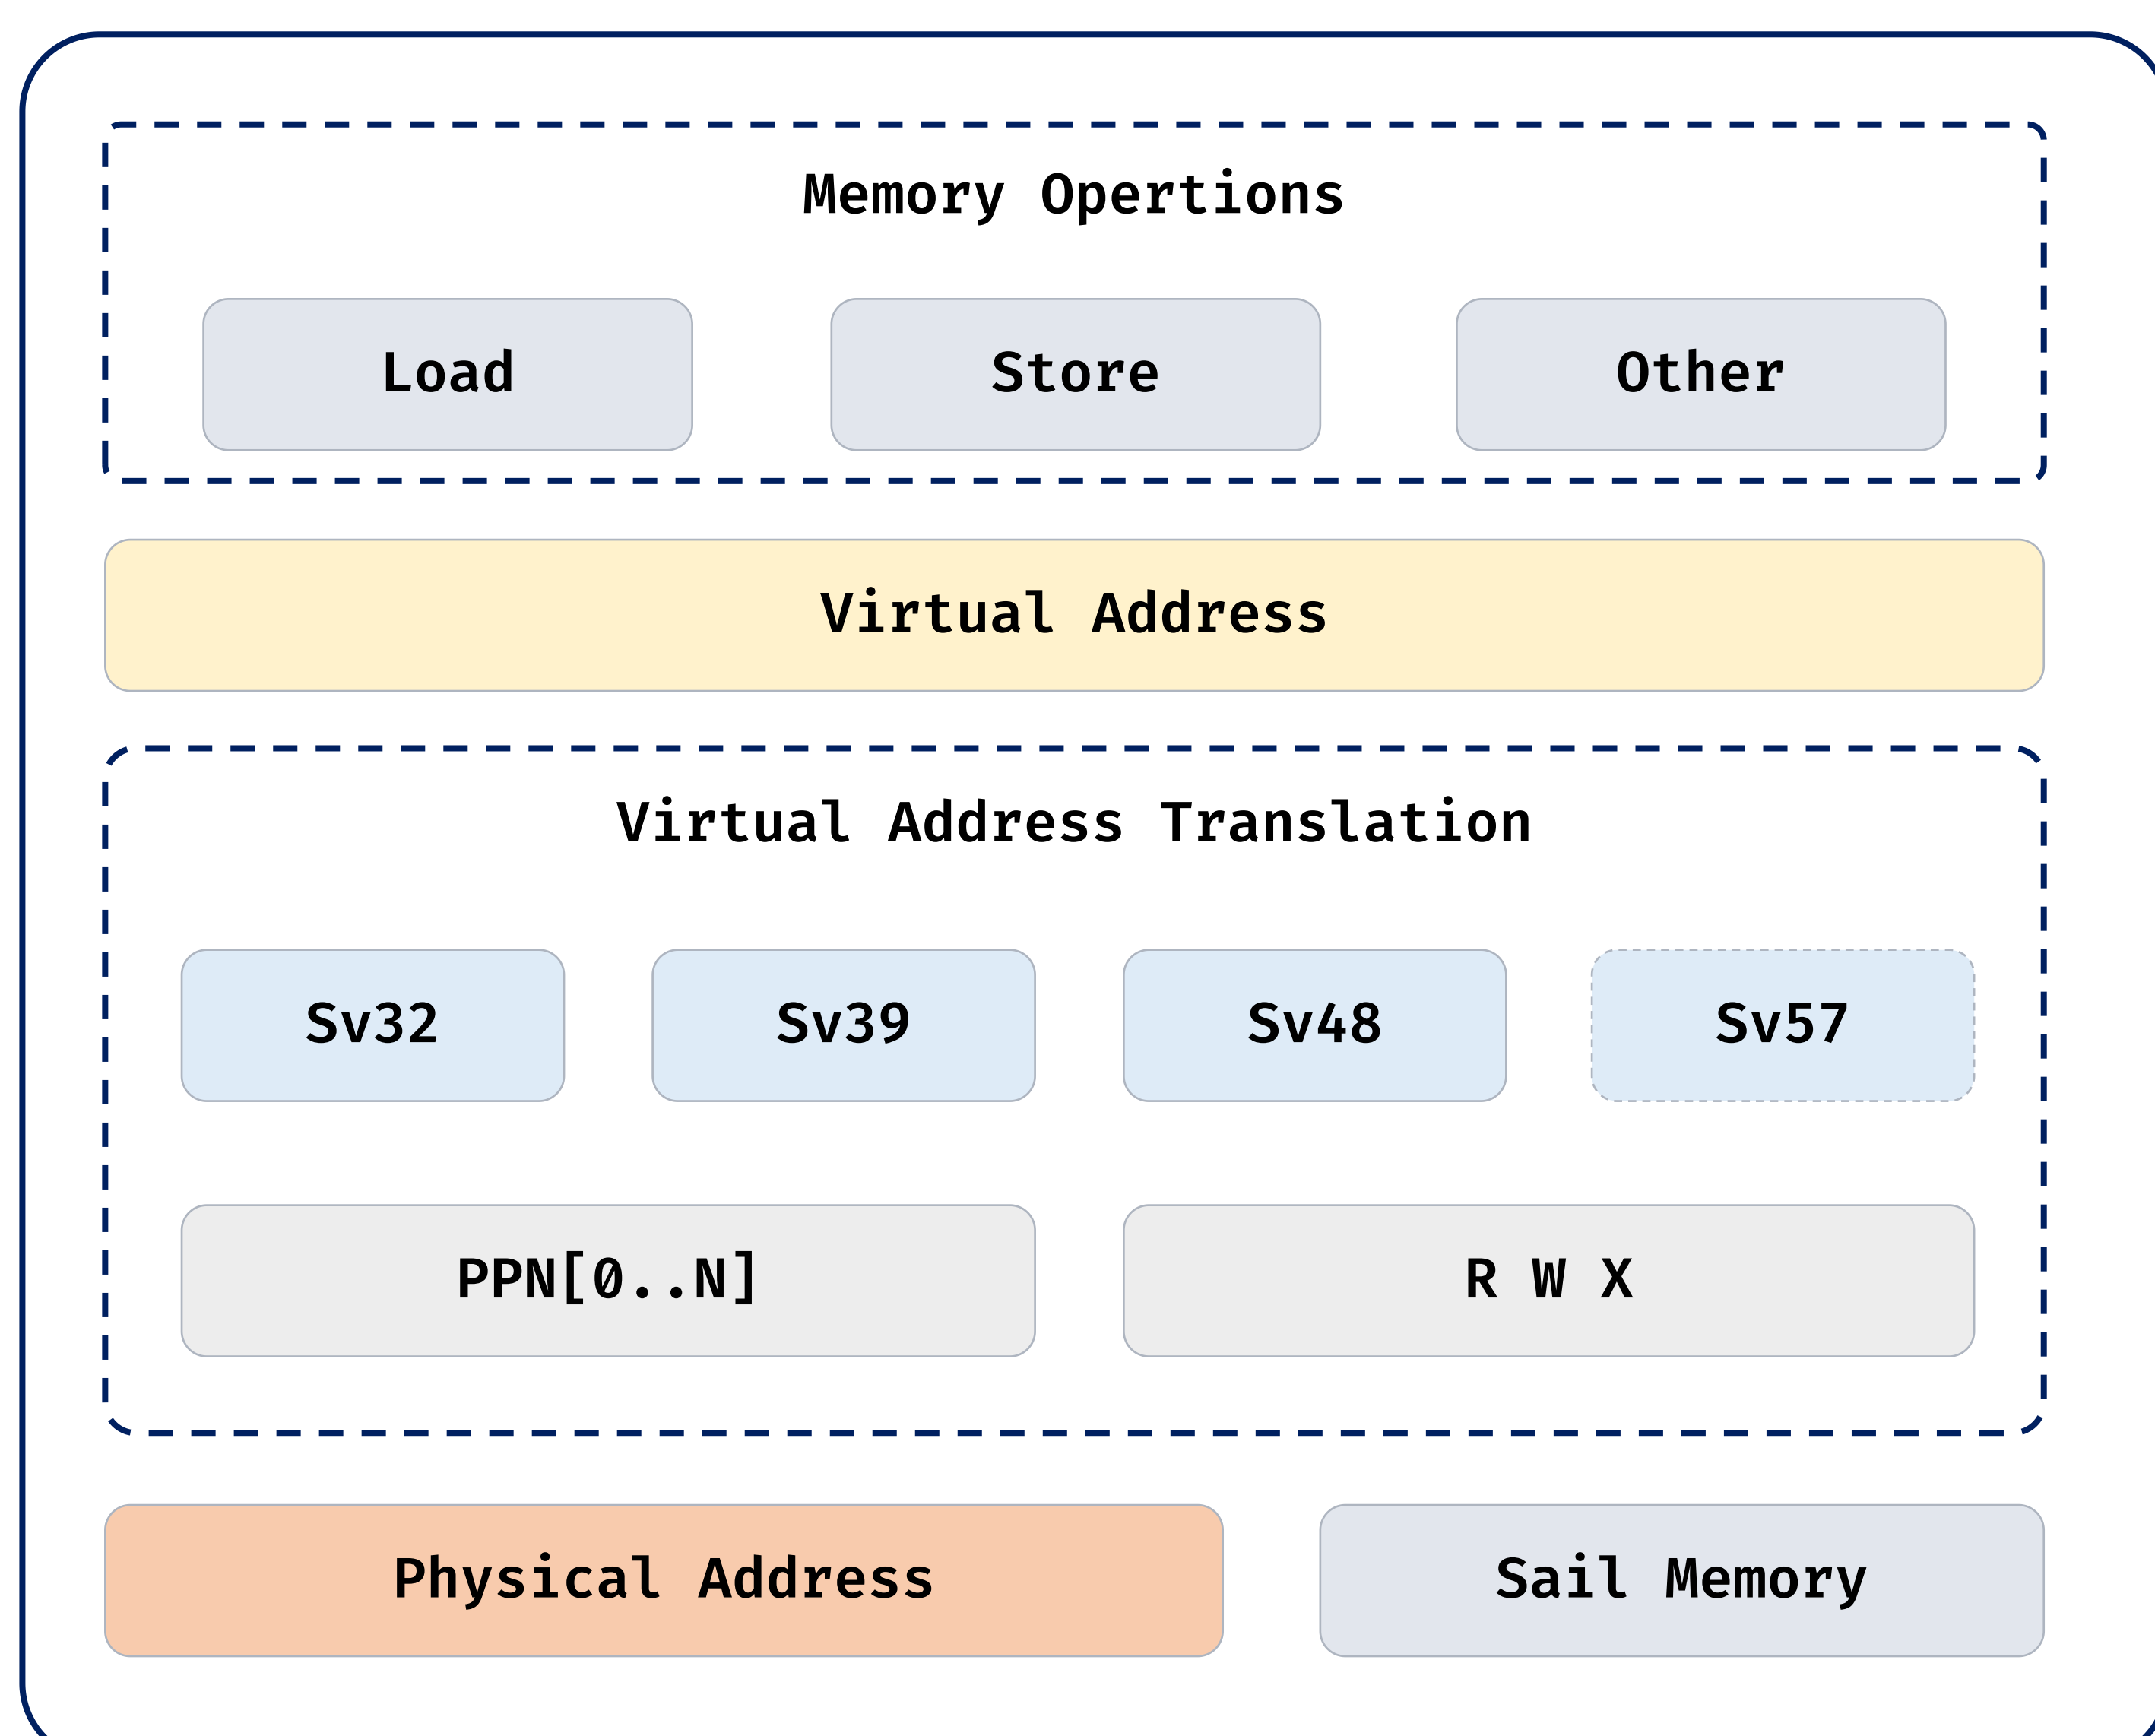 Memory Opertions
Load Store Other
Virtual Address
Virtual Address Translation
Sv32 Sv39 Sv48 Sv57
PPN[0..N] R W X
Physical Address Sail Memory